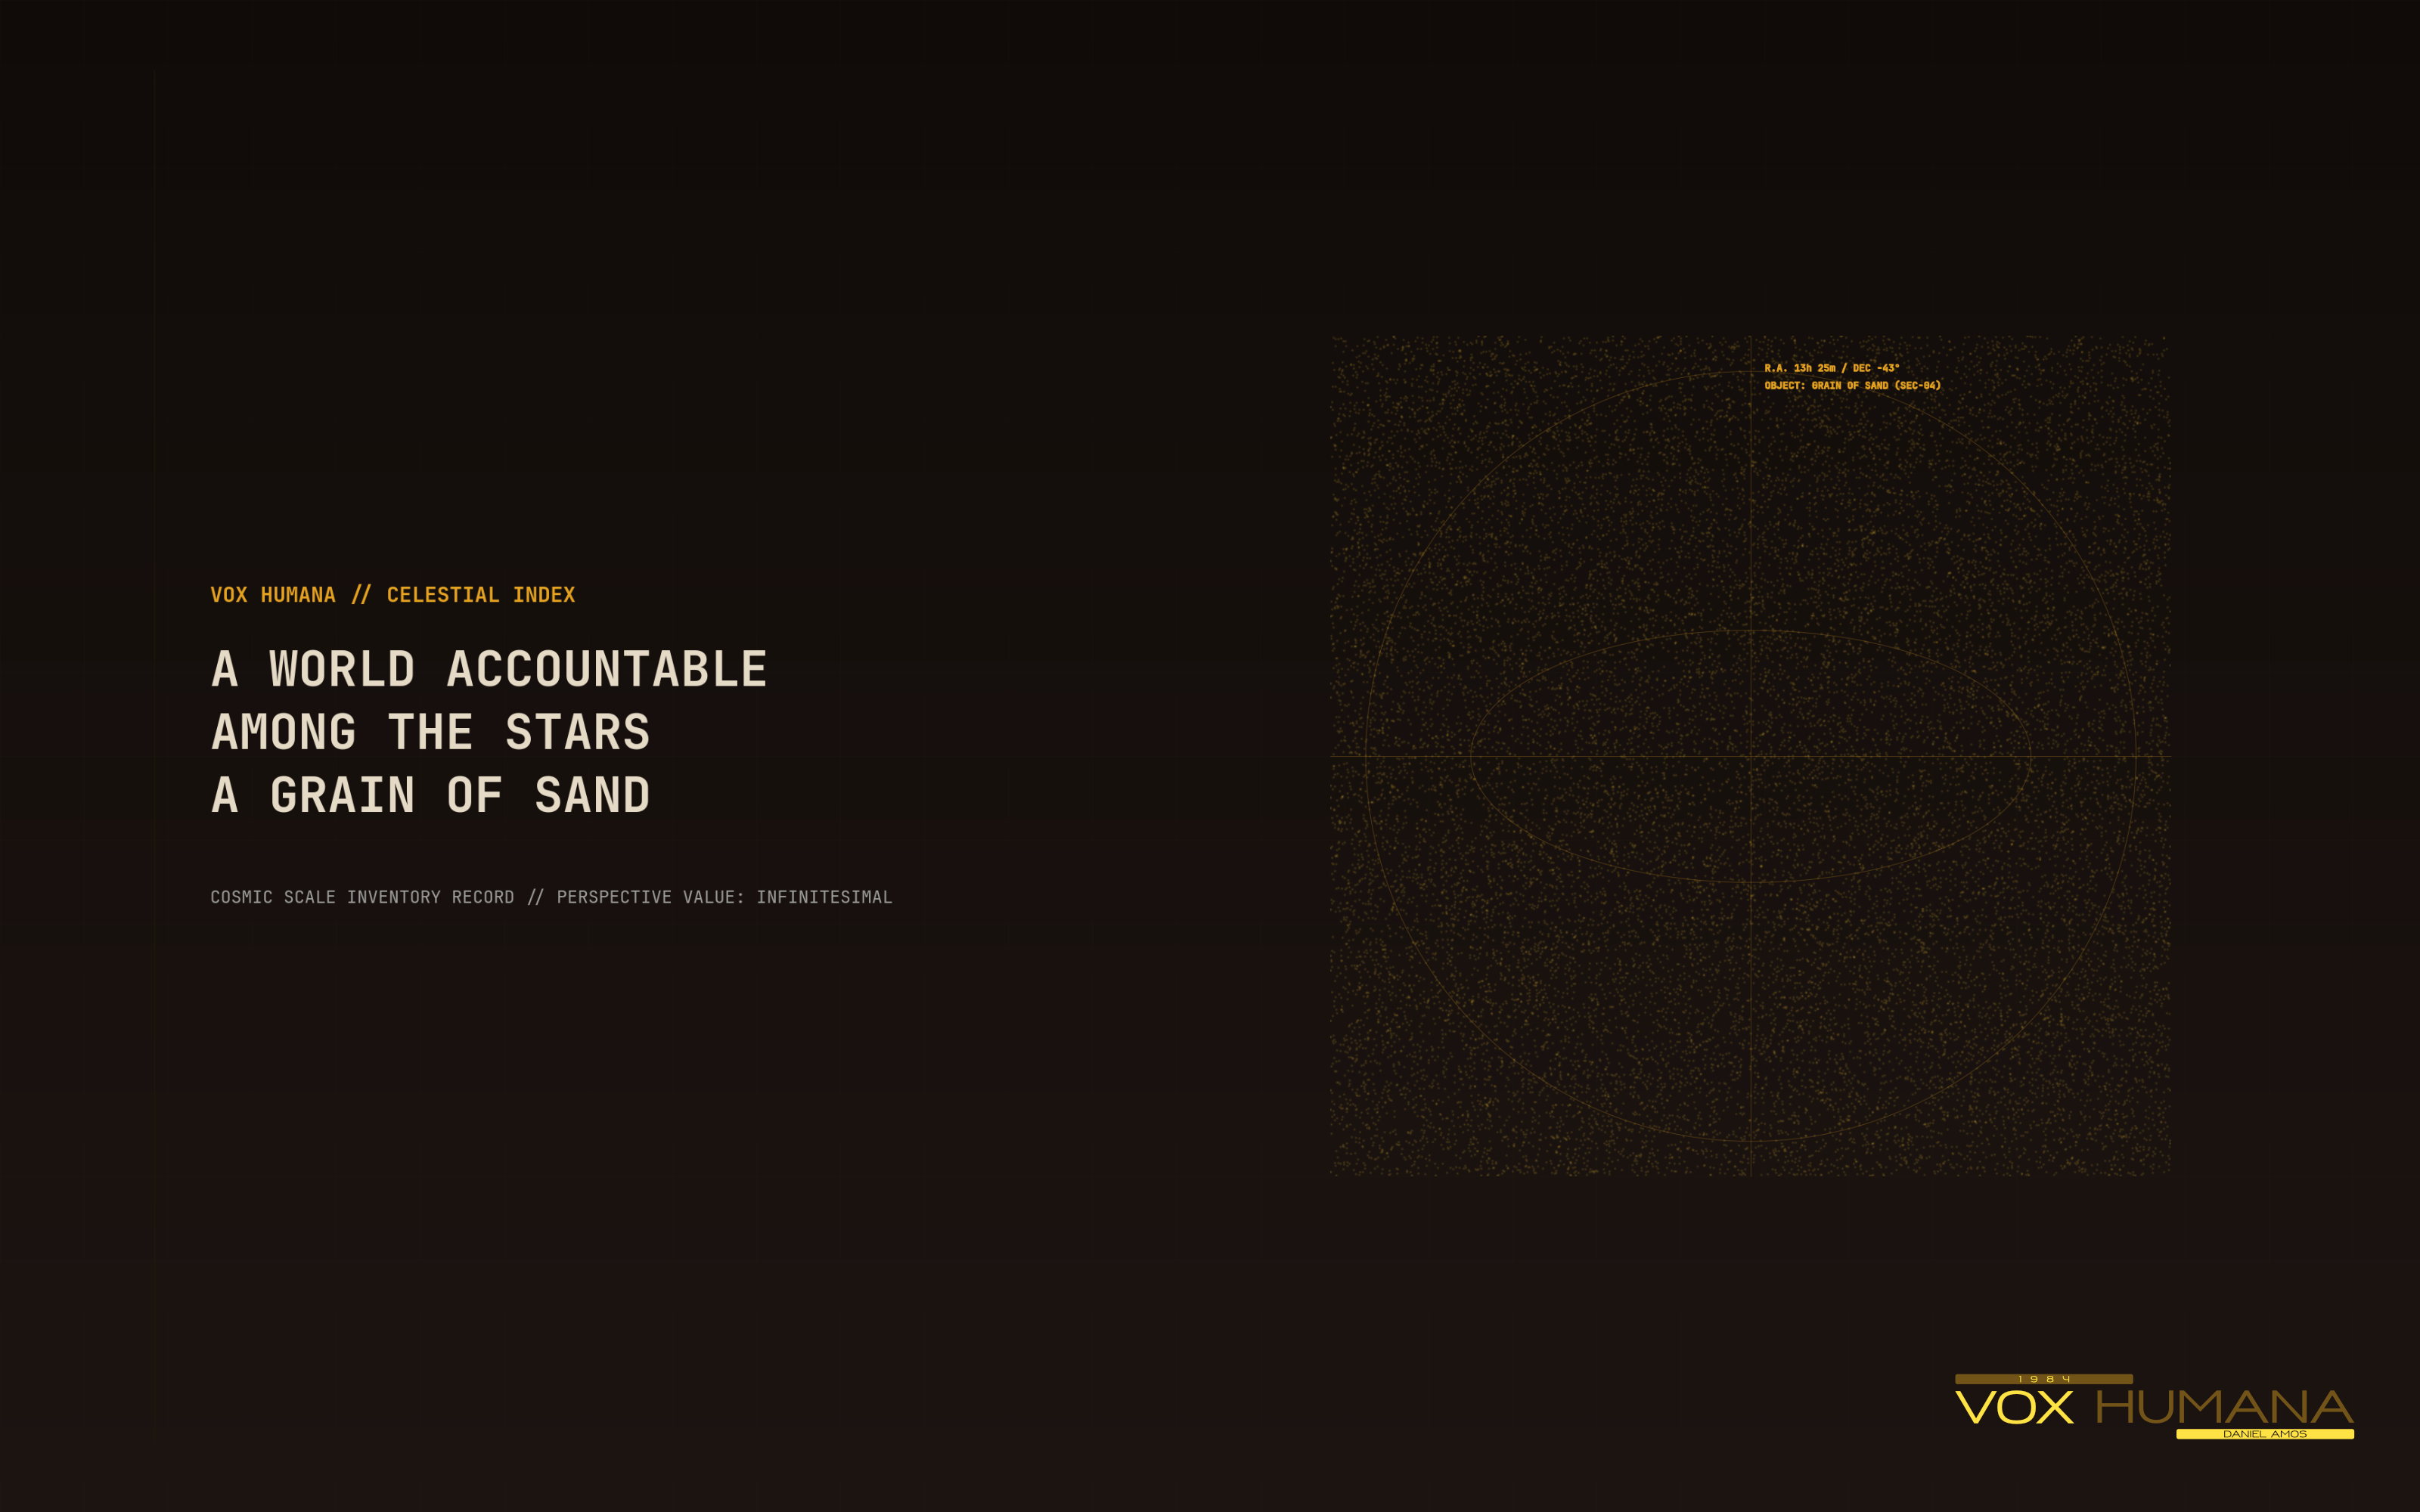 VOX HUMANA // CELESTIAL INDEX
A WORLD ACCOUNTABLE
AMONG THE STARS
A GRAIN OF SAND
COSMIC SCALE INVENTORY RECORD // PERSPECTIVE VALUE: INFINITESIMAL
R.A. 13h 25m / DEC -43°
OBJECT: GRAIN OF SAND (SEC-04)
1984
VOX HUMANA
DANIEL AMOS